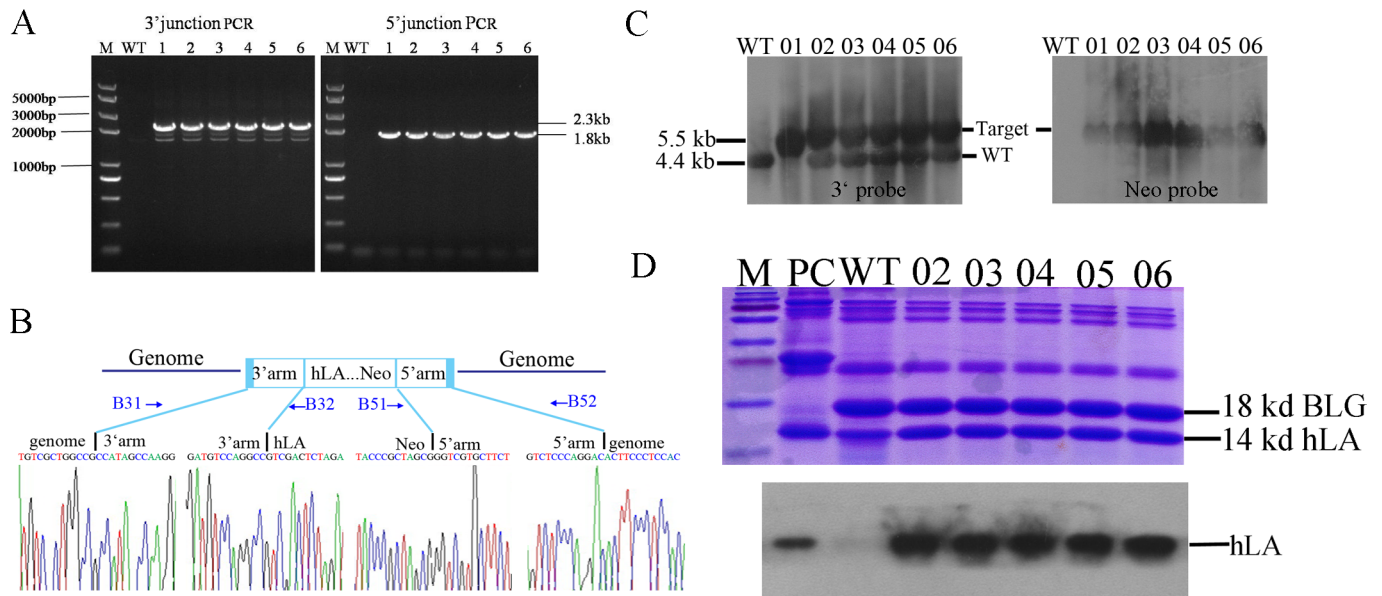 A
3'junction PCR
5'junction PCR
M WT 1 2 3 4 5 6
M WT 1 2 3 4 5 6
5000bp
3000bp
2000bp
1000bp
2.3kb
1.8kb
B
Genome
3'arm
hLA...Neo
5'arm
Genome
B31
B32
B51
B52
genome 3'arm
3'arm hLA
Neo 5'arm
5'arm genome
TGTCGCTGGCCGCCATAGCCAAGG
GATGTCCAGGCCGTCGACTCTAGA
TACCCGCTAGCGGGTCGTGCTTCT
GTCTCCCAGGACACTTCCCTCCAC
C
WT 01 02 03 04 05 06
WT 01 02 03 04 05 06
5.5 kb
4.4 kb
Target
WT
3' probe
Neo probe
D
M PC WT 02 03 04 05 06
18 kd BLG
14 kd hLA
hLA